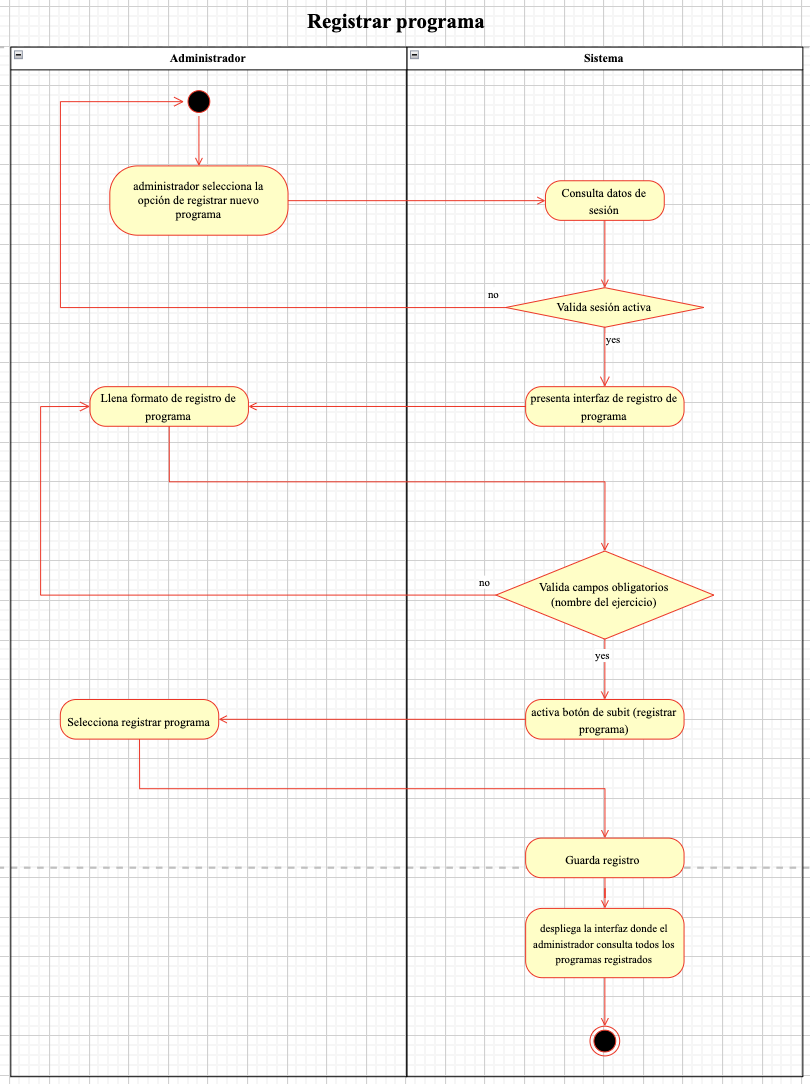 Registrar programa
Administrador
Sistema
administrador selecciona la
opción de registrar nuevo
programa
Consulta datos de
sesión
no
Valida sesión activa
yes
Llena formato de registro de
programa
presenta interfaz de registro de
programa
no
Valida campos obligatorios
(nombre del ejercicio)
yes
Selecciona registrar programa
activa botón de subit (registrar
programa)
Guarda registro
despliega la interfaz donde el
administrador consulta todos los
programas registrados